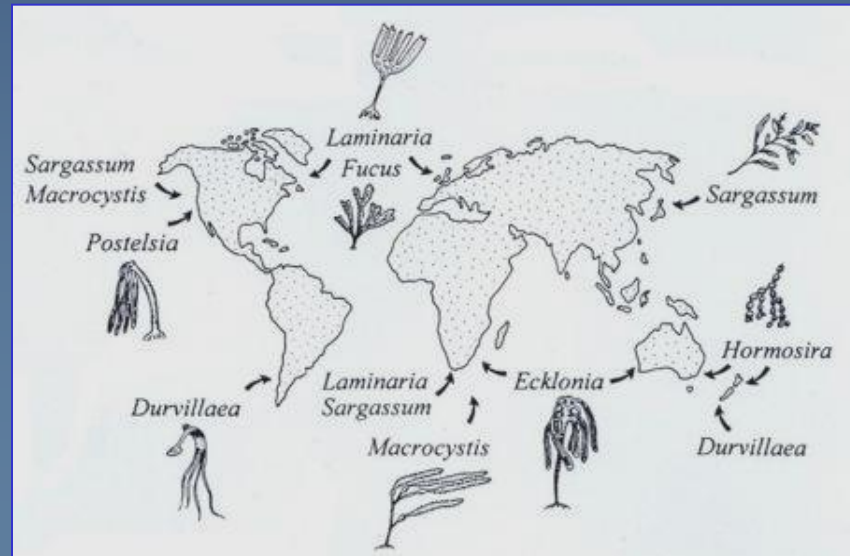 Laminaria
Fucus
Sargassum
Macrocystis
Sargassum
Postelsia
Hormosira
Durvillaea
Laminaria
Sargassum
Ecklonia
Macrocystis
Durvillaea